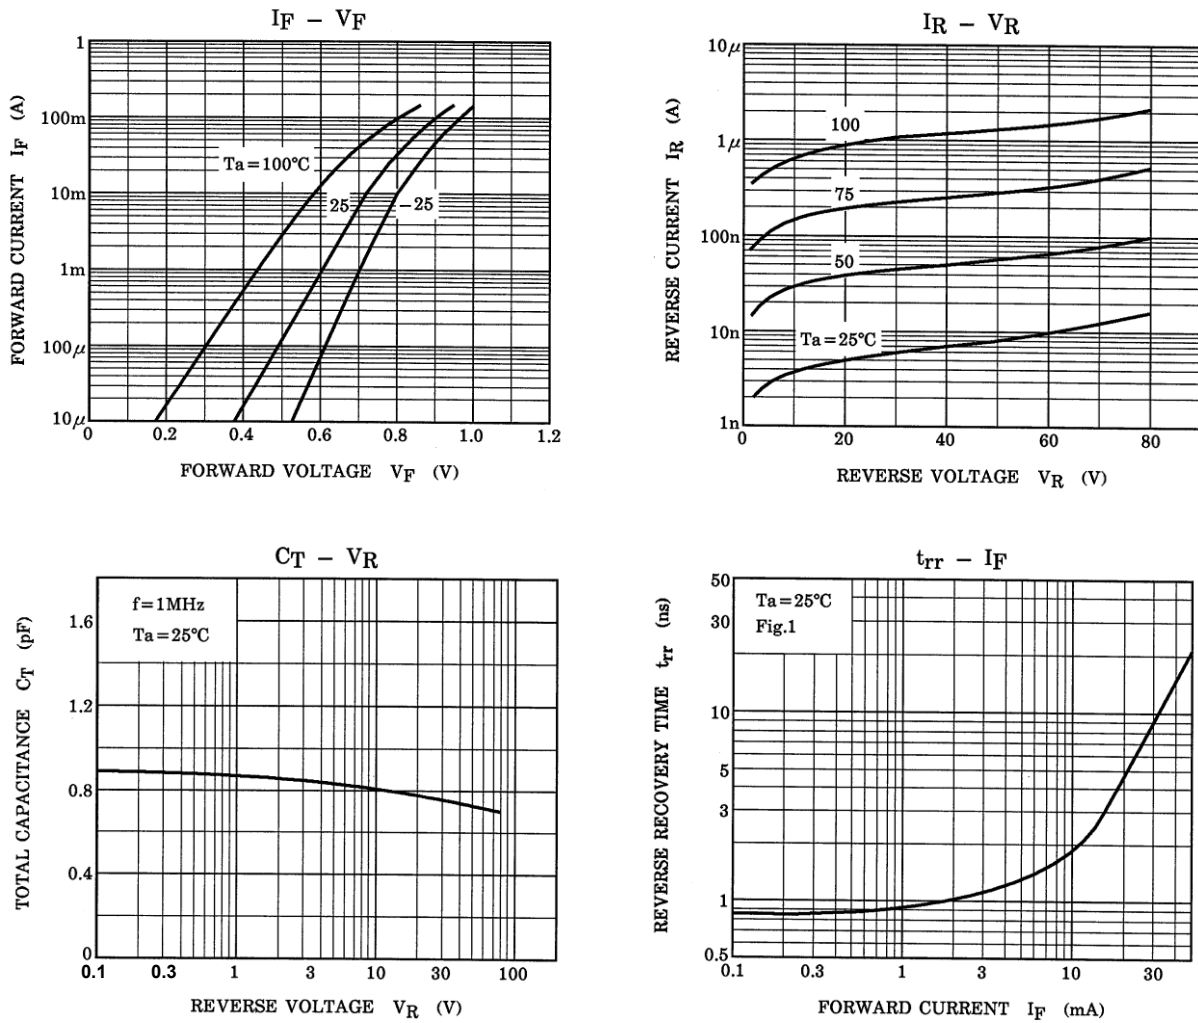 IF – VF
1
100m
10m
1m
100μ
10μ
FORWARD CURRENT IF (A)
Ta=100℃
25
−25
0
0.2
0.4
0.6
0.8
1.0
1.2
FORWARD VOLTAGE VF (V)
IR – VR
10μ
1μ
100n
10n
1n
REVERSE CURRENT IR (A)
100
75
50
Ta=25℃
0
20
40
60
80
REVERSE VOLTAGE VR (V)
CT – VR
f=1MHz
Ta=25℃
1.6
1.2
0.8
0.4
0
TOTAL CAPACITANCE CT (pF)
0.1
0.3
1
3
10
30
100
REVERSE VOLTAGE VR (V)
trr – IF
Ta=25℃
Fig.1
50
30
10
5
3
1
0.5
REVERSE RECOVERY TIME trr (ns)
0.1
0.3
1
3
10
30
FORWARD CURRENT IF (mA)